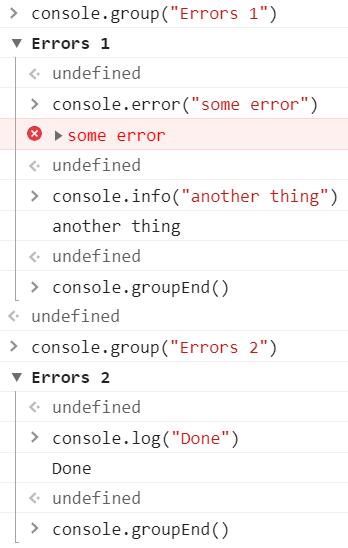 console.group("Errors 1")
Errors 1
undefined
console.error("some error")
some error
undefined
console.info("another thing")
another thing
undefined
console.groupEnd()
undefined
console.group("Errors 2")
Errors 2
undefined
console.log("Done")
Done
undefined
console.groupEnd()